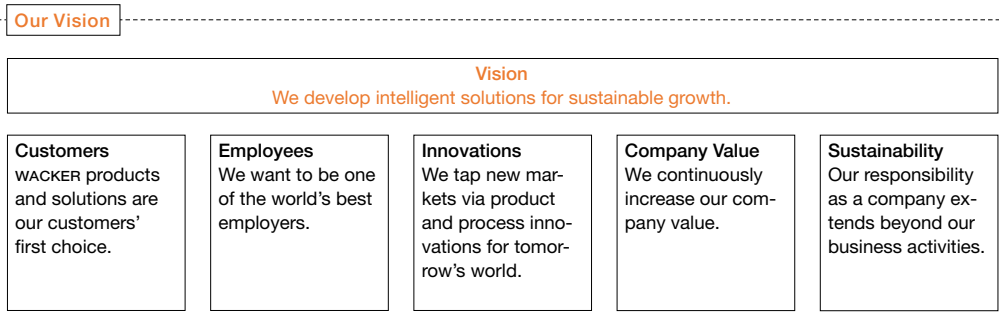 Our Vision
Vision
We develop intelligent solutions for sustainable growth.
Customers
WACKER products
and solutions are
our customers’
first choice.
Employees
We want to be one
of the world’s best
employers.
Innovations
We tap new mar-
kets via product
and process inno-
vations for tomor-
row’s world.
Company Value
We continuously
increase our com-
pany value.
Sustainability
Our responsibility
as a company ex-
tends beyond our
business activities.